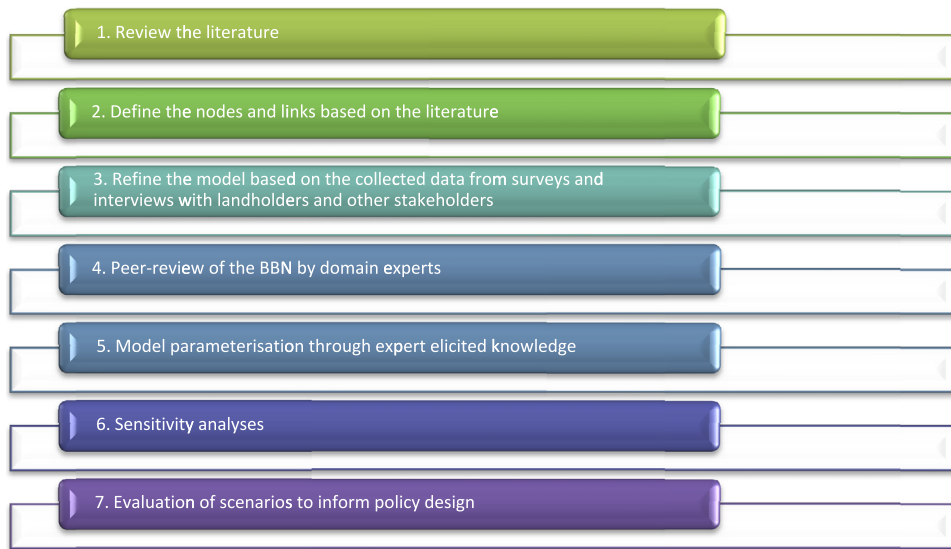 1. Review the literature
2. Define the nodes and links based on the literature
3. Refine the model based on the collected data from surveys and
interviews with landholders and other stakeholders
4. Peer-review of the BBN by domain experts
5. Model parameterisation through expert elicited knowledge
6. Sensitivity analyses
7. Evaluation of scenarios to inform policy design